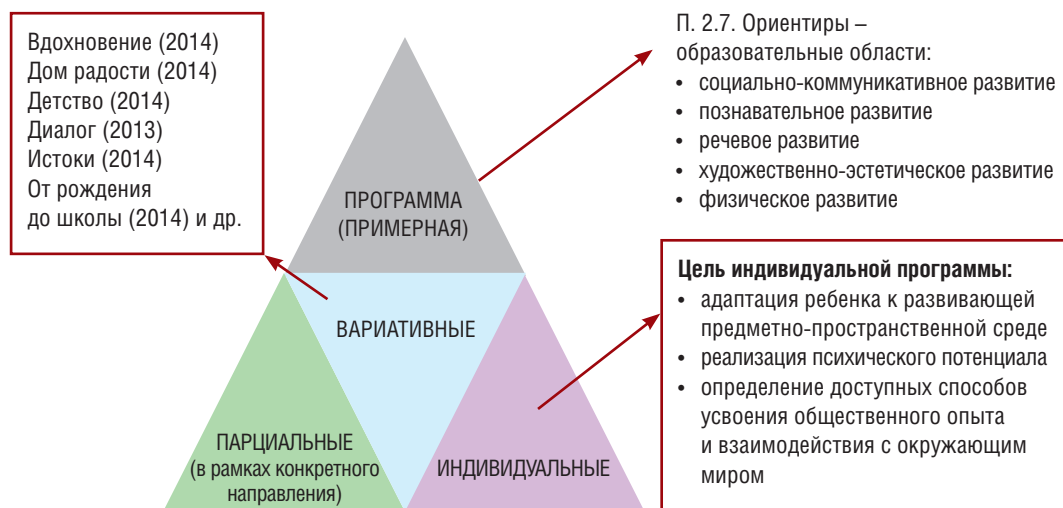 Вдохновение (2014)
Дом радости (2014)
Детство (2014)
Диалог (2013)
Истоки (2014)
От рождения
до школы (2014) и др.
П. 2.7. Ориентиры –
образовательные области:
• социально-коммуникативное развитие
• познавательное развитие
• речевое развитие
• художественно-эстетическое развитие
• физическое развитие
ПРОГРАММА
(ПРИМЕРНАЯ)
ВАРИАТИВНЫЕ
ПАРЦИАЛЬНЫЕ
(в рамках конкретного
направления)
ИНДИВИДУАЛЬНЫЕ
Цель индивидуальной программы:
• адаптация ребенка к развивающей
предметно-пространственной среде
• реализация психического потенциала
• определение доступных способов
усвоения общественного опыта
и взаимодействия с окружающим
миром